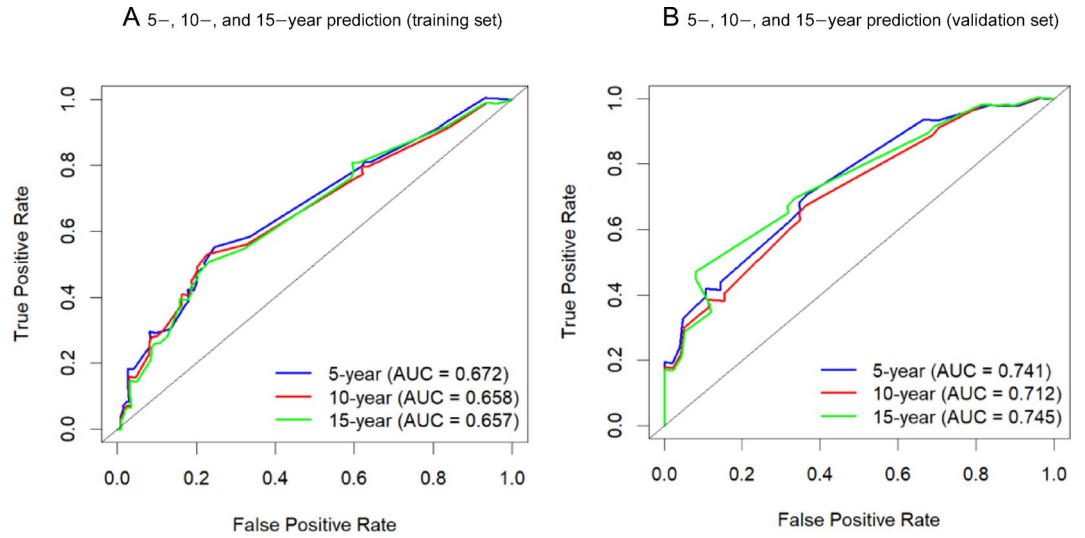 A 5−, 10−, and 15−year prediction (training set)
True Positive Rate
1.0
0.8
0.6
0.4
0.2
0.0
5-year (AUC = 0.672)
10-year (AUC = 0.658)
15-year (AUC = 0.657)
0.0 0.2 0.4 0.6 0.8 1.0
False Positive Rate
B 5−, 10−, and 15−year prediction (validation set)
True Positive Rate
1.0
0.8
0.6
0.4
0.2
0.0
5-year (AUC = 0.741)
10-year (AUC = 0.712)
15-year (AUC = 0.745)
0.0 0.2 0.4 0.6 0.8 1.0
False Positive Rate